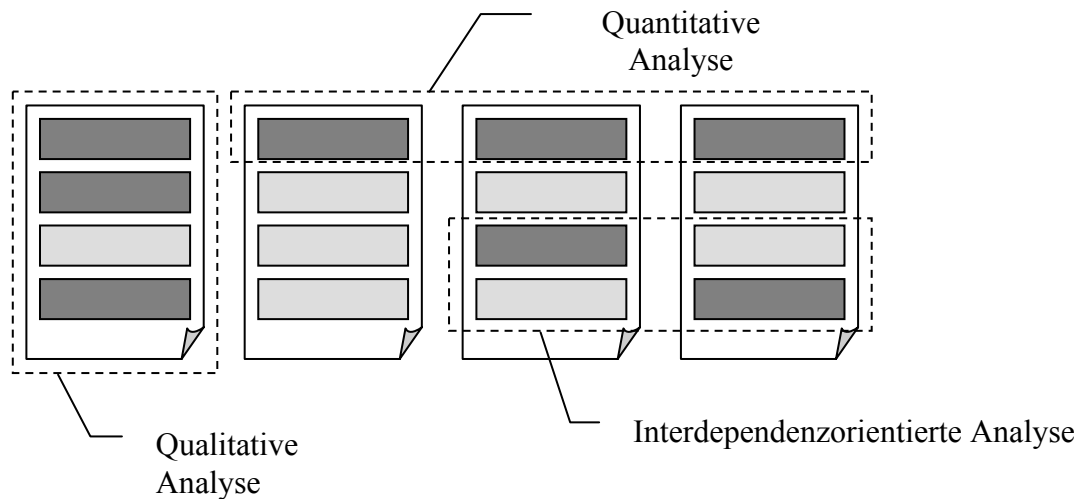 Quantitative
Analyse
Interdependenzorientierte Analyse
Qualitative
Analyse